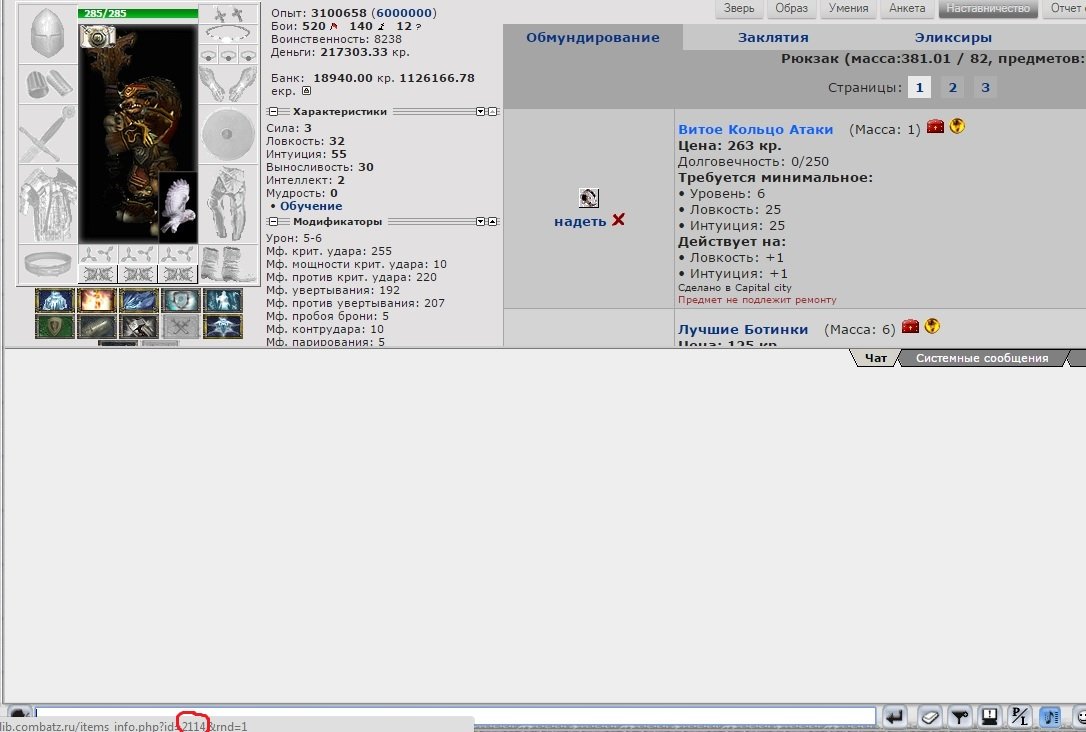 285/285
Опыт: 3100658 (6000000)
Бои: 520 140 12 ?
Воинственность: 8238
Деньги: 217303.33 кр.
Банк: 18940.00 кр. 1126166.78
екр.
Характеристики
Сила: 3
Ловкость: 32
Интуиция: 55
Выносливость: 30
Интеллект: 2
Мудрость: 0
• Обучение
Модификаторы
Урон: 5-6
Мф. крит. удара: 255
Мф. мощности крит. удара: 10
Мф. против крит. удара: 220
Мф. увертывания: 192
Мф. против увертывания: 207
Мф. пробоя брони: 5
Мф. контрудара: 10
Мф. парирования: 5
Зверь Образ Умения Анкета Наставничество Отчет
Обмундирование Заклятия Эликсиры
Рюкзак (масса:381.01 / 82, предметов:
Страницы: 1 2 3
надеть
Витое Кольцо Атаки (Масса: 1)
Цена: 263 кр.
Долговечность: 0/250
Требуется минимальное:
• Уровень: 6
• Ловкость: 25
• Интуиция: 25
Действует на:
• Ловкость: +1
• Интуиция: +1
Сделано в Capital city
Предмет не подлежит ремонту
Лучшие Ботинки (Масса: 6)
Цена: 125 кр.
Чат Системные сообщения
lib.combatz.ru/items_info.php?id=2114&rnd=1
P/L